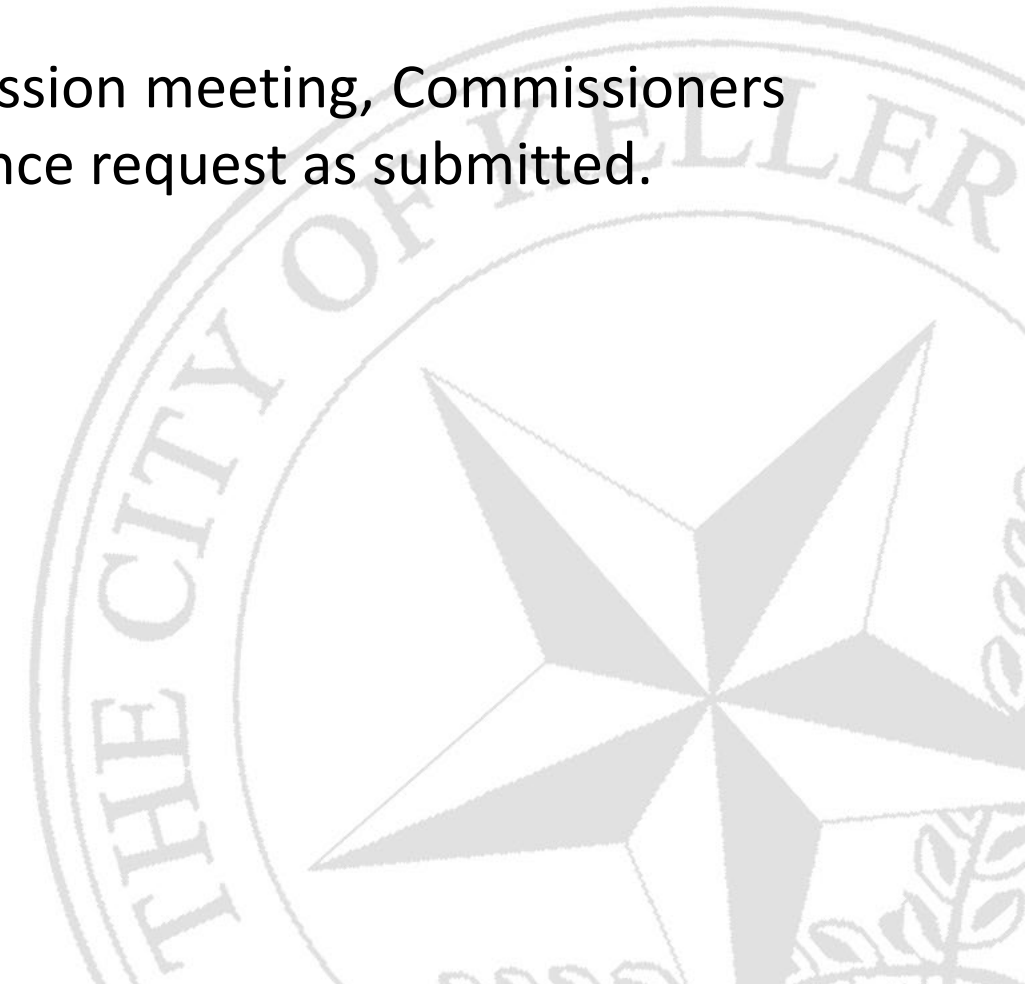 ssion meeting, Commissioners
nce request as submitted.
THE CITY OF KELLER